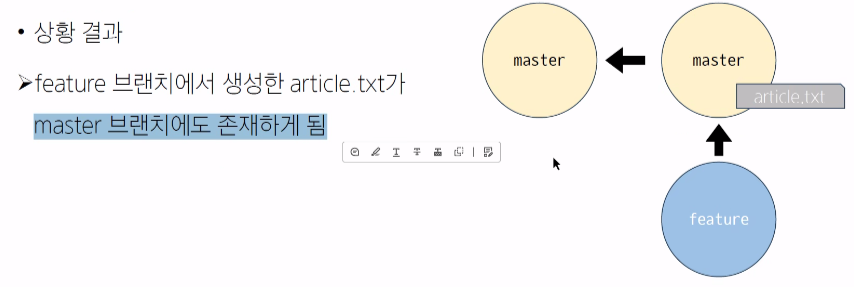 • 상황 결과
➢feature 브랜치에서 생성한 article.txt가
master 브랜치에도 존재하게 됨
master
master
article.txt
feature